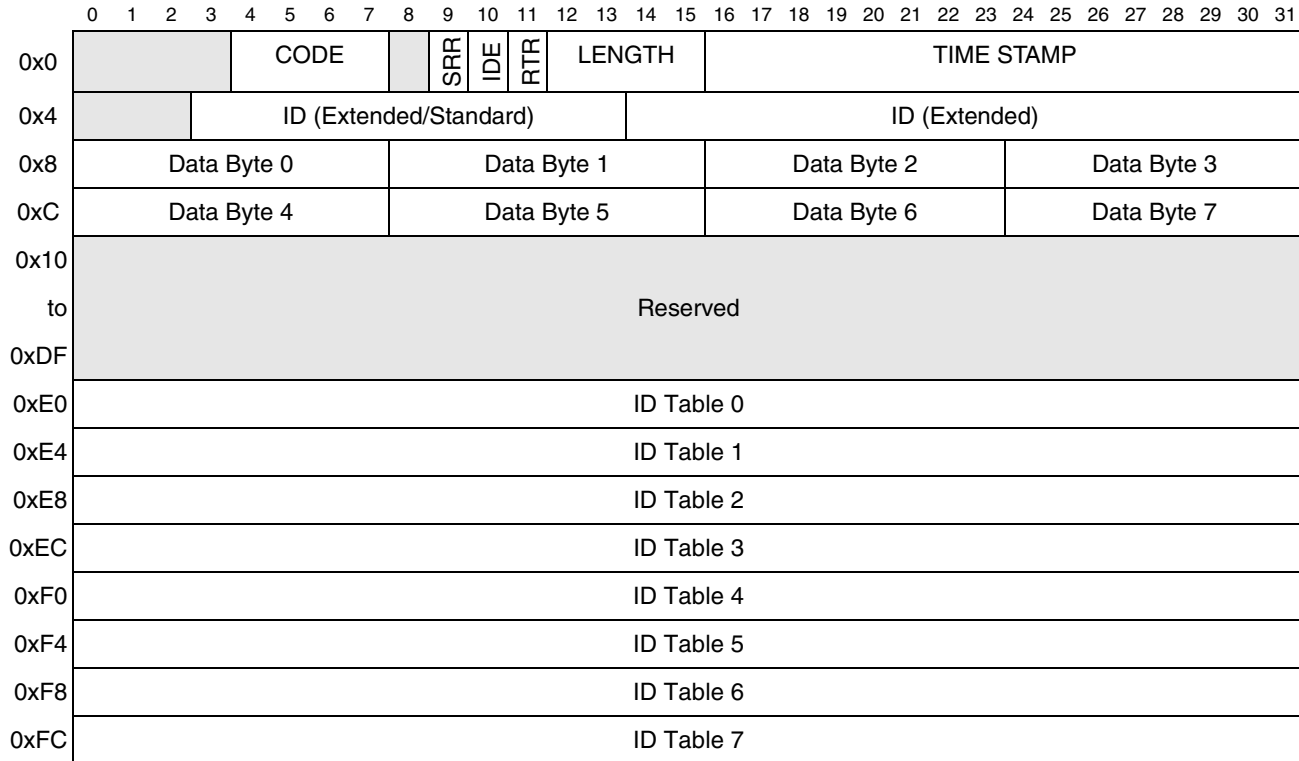 0 1 2 3 4 5 6 7 8 9 10 11 12 13 14 15 16 17 18 19 20 21 22 23 24 25 26 27 28 29 30 31
0x0 CODE SRR IDE RTR LENGTH TIME STAMP
0x4 ID (Extended/Standard) ID (Extended)
0x8 Data Byte 0 Data Byte 1 Data Byte 2 Data Byte 3
0xC Data Byte 4 Data Byte 5 Data Byte 6 Data Byte 7
0x10
to Reserved
0xDF
0xE0 ID Table 0
0xE4 ID Table 1
0xE8 ID Table 2
0xEC ID Table 3
0xF0 ID Table 4
0xF4 ID Table 5
0xF8 ID Table 6
0xFC ID Table 7